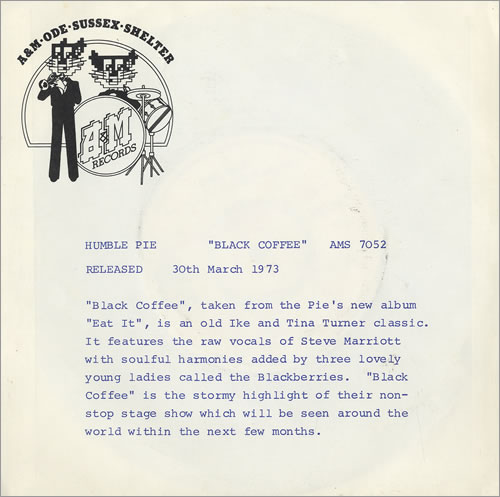 A&M·ODE·SUSSEX·SHELTER
A&M
RECORDS
HUMBLE PIE "BLACK COFFEE" AMS 7052
RELEASED 30th March 1973
"Black Coffee", taken from the Pie's new album
"Eat It", is an old Ike and Tina Turner classic.
It features the raw vocals of Steve Marriott
with soulful harmonies added by three lovely
young ladies called the Blackberries. "Black
Coffee" is the stormy highlight of their non-
stop stage show which will be seen around the
world within the next few months.